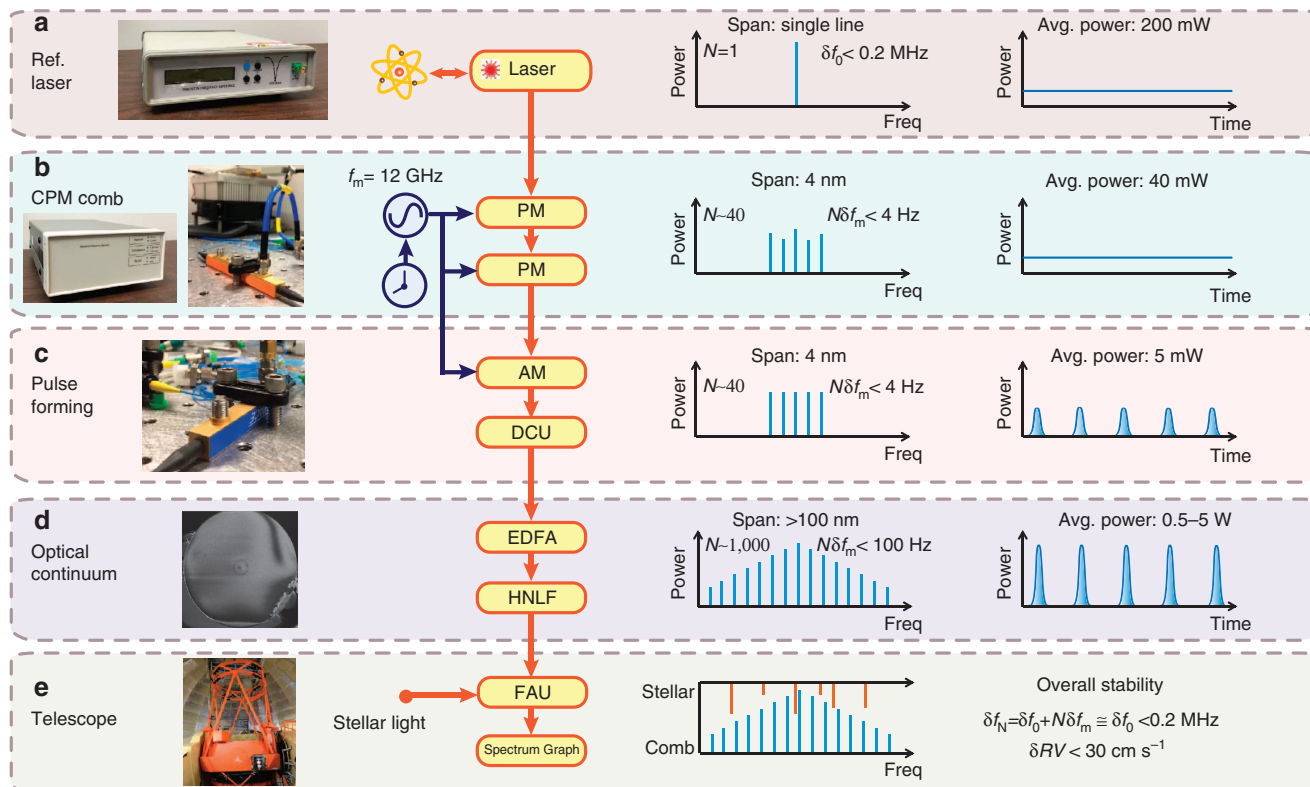 a
Ref.
laser
Laser
Span: single line
N=1
δf₀< 0.2 MHz
Power
Freq
Avg. power: 200 mW
Power
Time
b
CPM comb
fₘ= 12 GHz
PM
PM
Span: 4 nm
N~40
Nδfₘ< 4 Hz
Power
Freq
Avg. power: 40 mW
Power
Time
c
Pulse
forming
AM
DCU
Span: 4 nm
N~40
Nδfₘ< 4 Hz
Power
Freq
Avg. power: 5 mW
Power
Time
d
Optical
continuum
EDFA
HNLF
Span: >100 nm
N~1,000
Nδfₘ< 100 Hz
Power
Freq
Avg. power: 0.5–5 W
Power
Time
e
Telescope
Stellar light
FAU
Spectrum Graph
Stellar
Comb
Freq
Overall stability
δf_N=δf₀+Nδfₘ ≅ δf₀ <0.2 MHz
δRV < 30 cm s⁻¹